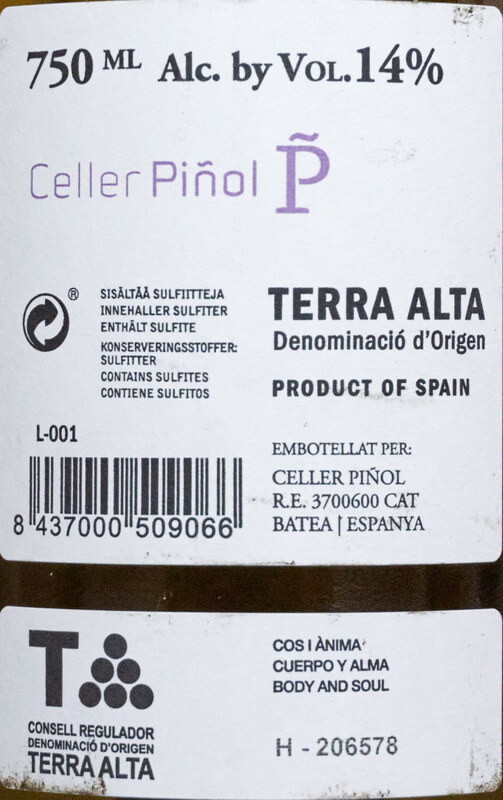 750 ML Alc. by VOL. 14%
Celler Piñol P̃
®
SISÄLTÄÄ SULFIITTEJA
INNEHALLER SULFITER
ENTHÄLT SULFITE
KONSERVERINGSSTOFFER:
SULFITTER
CONTAINS SULFITES
CONTIENE SULFITOS
TERRA ALTA
Denominació d'Origen
PRODUCT OF SPAIN
L-001
8 437000 509066
EMBOTELLAT PER:
CELLER PIÑOL
R.E. 3700600 CAT
BATEA | ESPANYA
T
CONSELL REGULADOR
DENOMINACIÓ D'ORIGEN
TERRA ALTA
COS I ÀNIMA
CUERPO Y ALMA
BODY AND SOUL
H - 206578